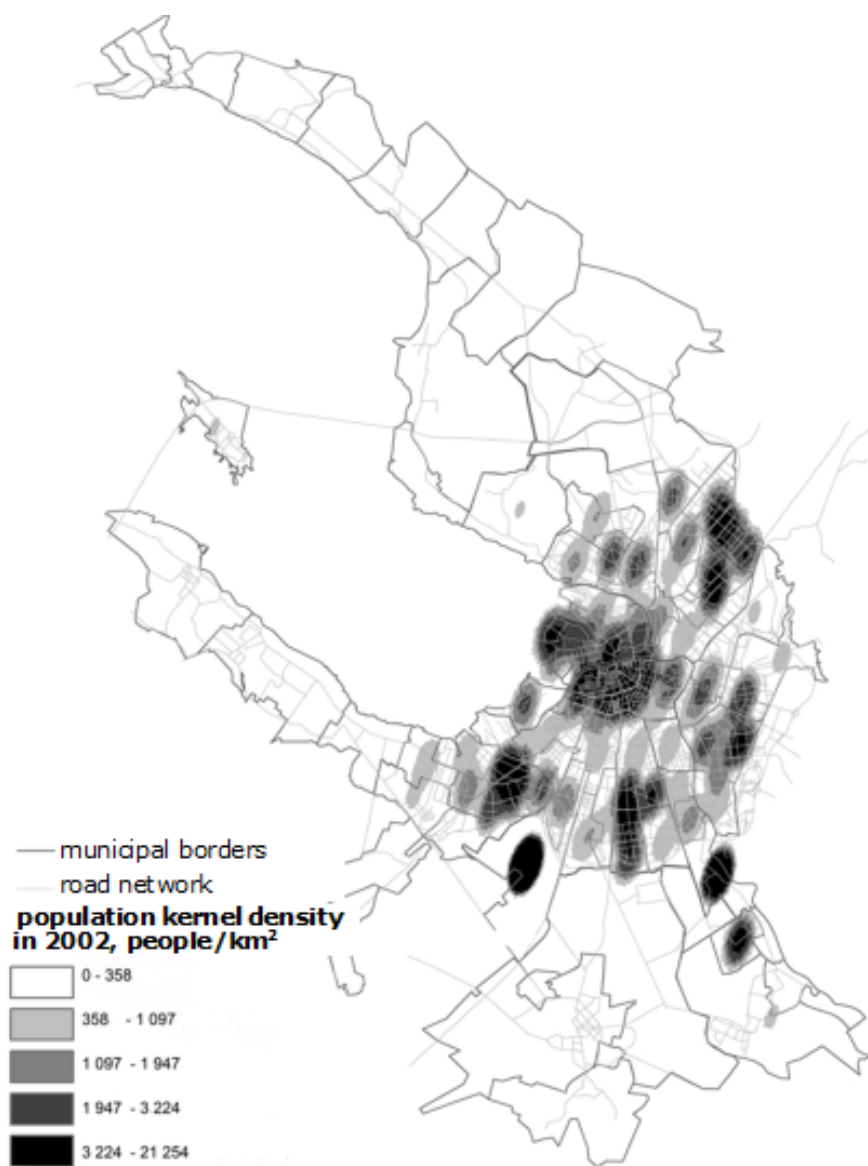 municipal borders
road network
population kernel density
in 2002, people/km²
0 - 358
358 - 1 097
1 097 - 1 947
1 947 - 3 224
3 224 - 21 254